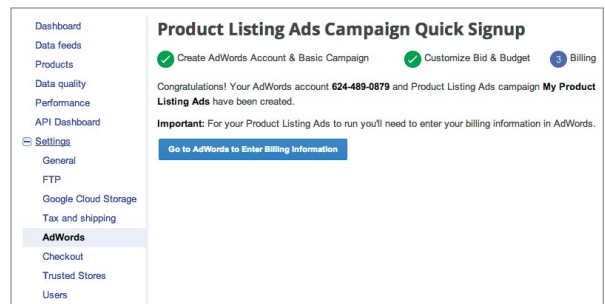 Dashboard
Data feeds
Products
Data quality
Performance
API Dashboard
Settings
General
FTP
Google Cloud Storage
Tax and shipping
AdWords
Checkout
Trusted Stores
Users
Product Listing Ads Campaign Quick Signup
Create AdWords Account & Basic Campaign
Customize Bid & Budget
3 Billing
Congratulations! Your AdWords account 624-489-0879 and Product Listing Ads campaign My Product
Listing Ads have been created.
Important: For your Product Listing Ads to run you'll need to enter your billing information in AdWords.
Go to AdWords to Enter Billing Information